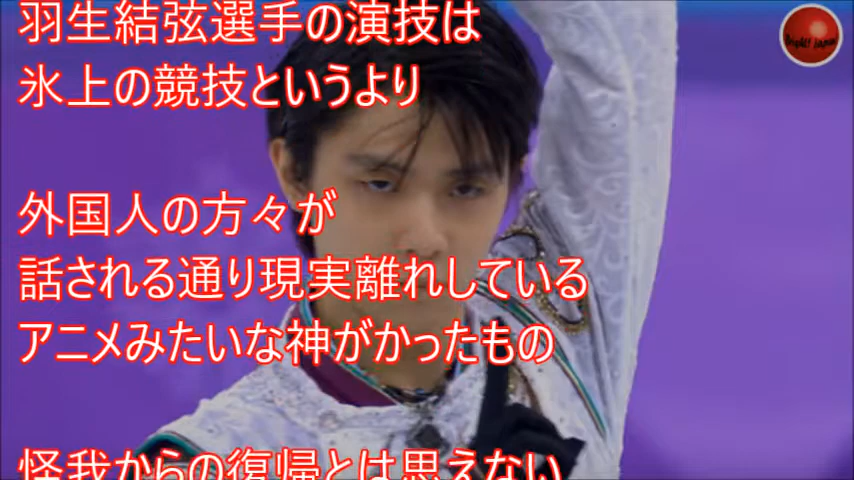 羽生結弦選手の演技は
氷上の競技というより
外国人の方々が
話される通り現実離れしている
アニメみたいな神がかったもの
怪我からの復帰とは思えない